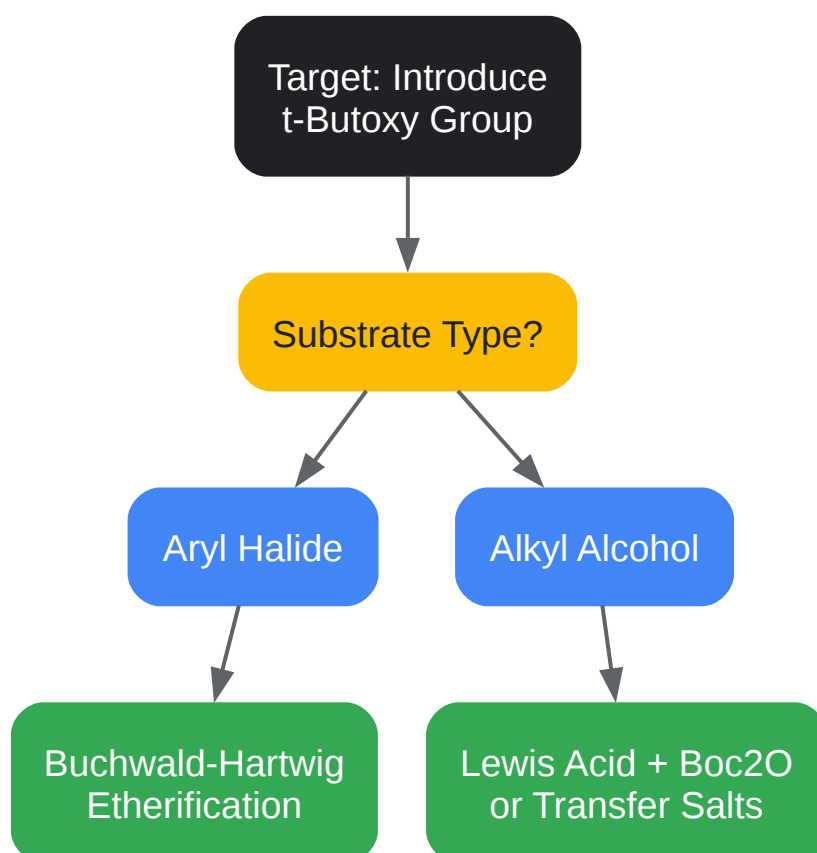 Target: Introduce
t-Butoxy Group
Substrate Type?
Aryl Halide
Alkyl Alcohol
Buchwald-Hartwig
Etherification
Lewis Acid + Boc2O
or Transfer Salts